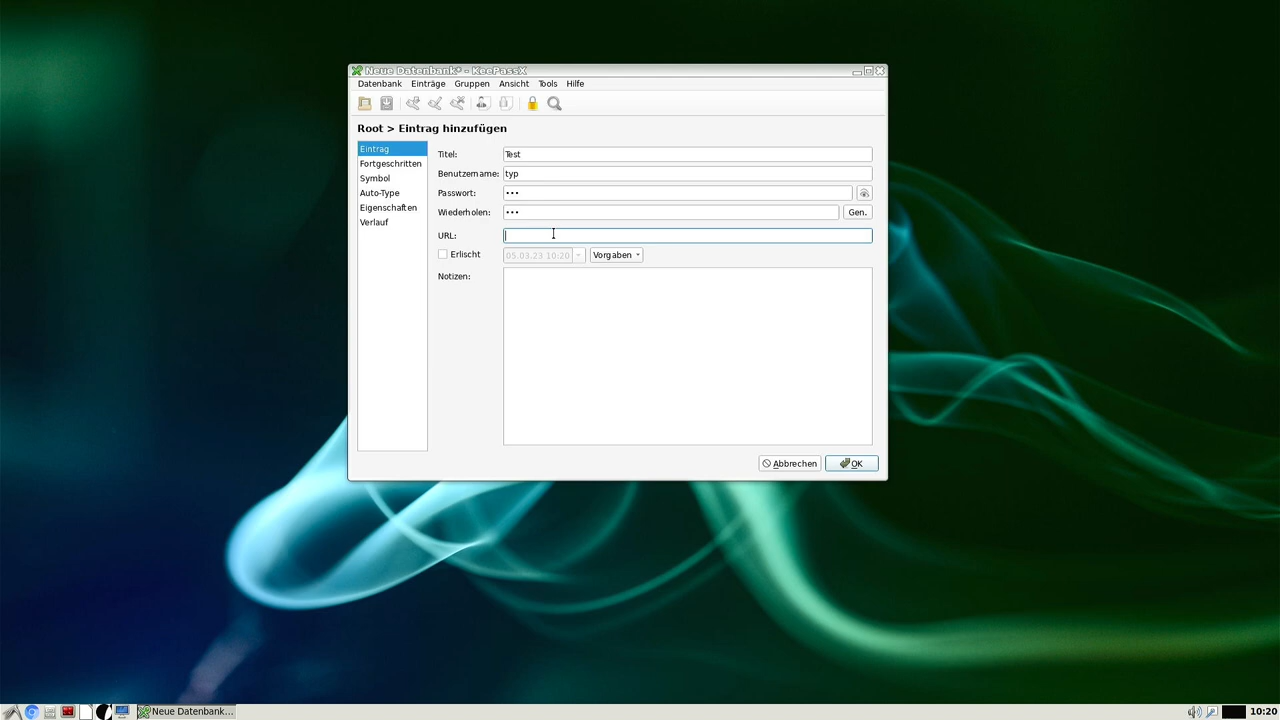 Neue Datenbank* - KeePassX
Datenbank Einträge Gruppen Ansicht Tools Hilfe
Root > Eintrag hinzufügen
Eintrag
Fortgeschritten
Symbol
Auto-Type
Eigenschaften
Verlauf
Titel: Test
Benutzername: typ
Passwort: •••
Wiederholen: ••• Gen.
URL:
Erlischt 05.03.23 10:20 Vorgaben
Notizen:
Abbrechen OK
Neue Datenbank... 10:20